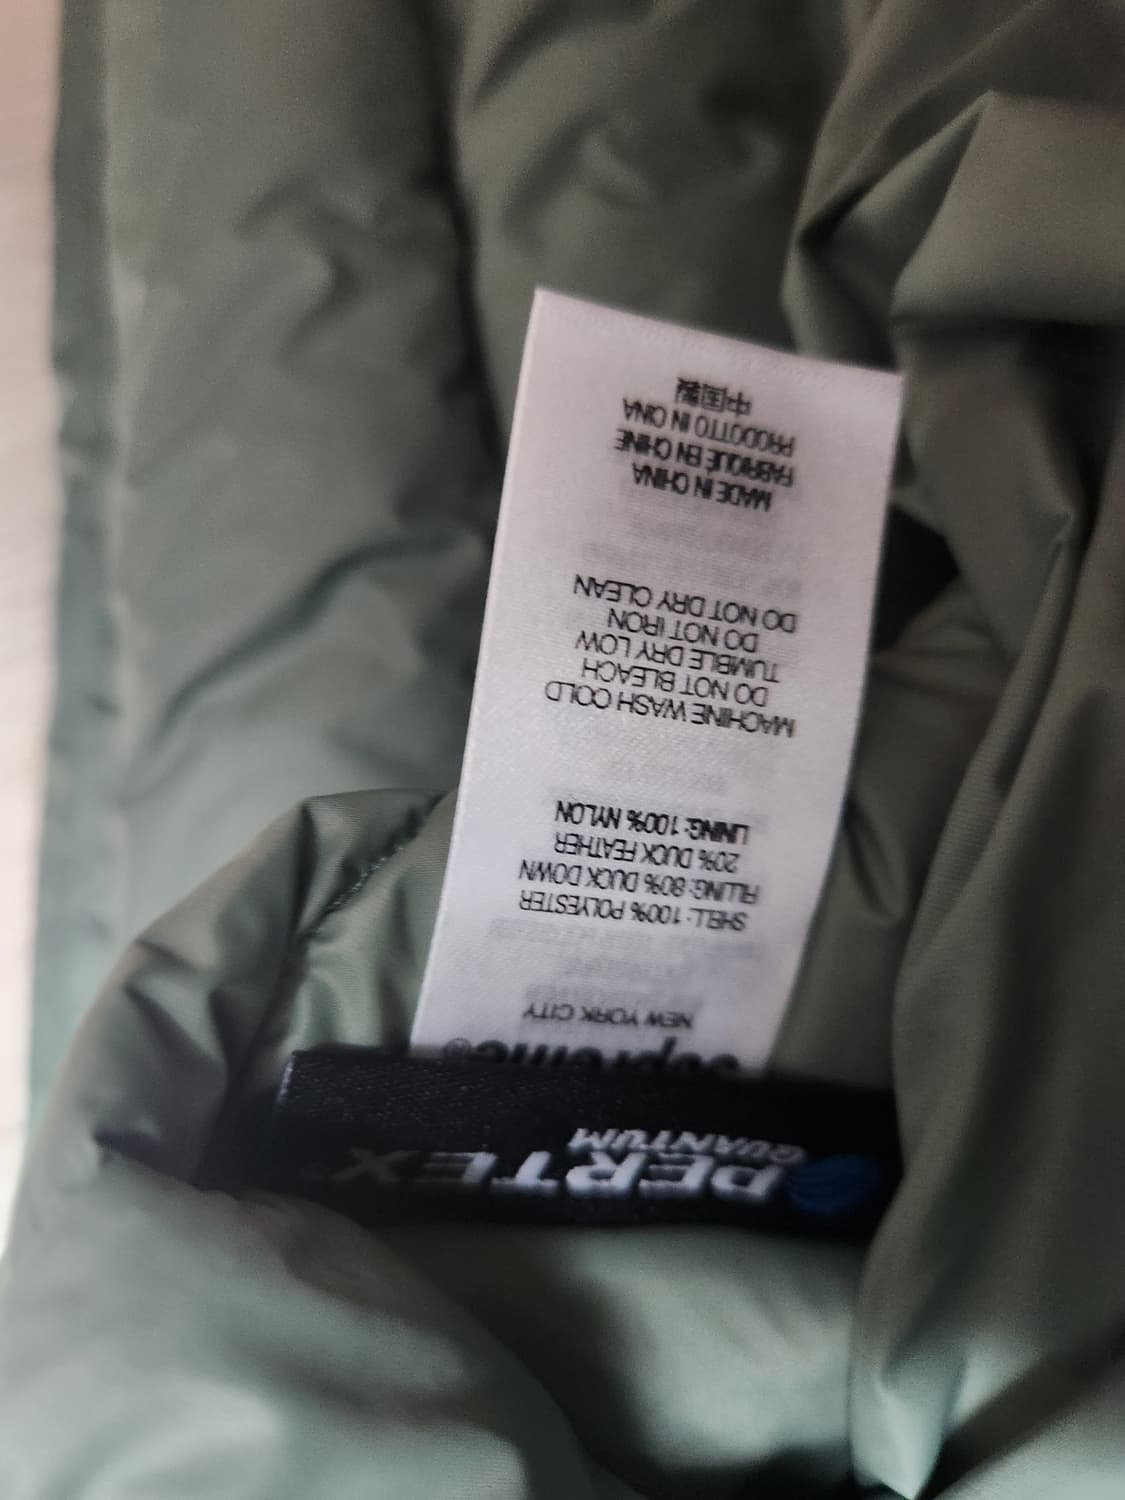 PERTEX
QUANTUM
Supreme®
NEW YORK CITY
SHELL: 100% POLYESTER
FILLING: 80% DUCK DOWN
20% DUCK FEATHER
LINING: 100% NYLON
MACHINE WASH COLD
DO NOT BLEACH
TUMBLE DRY LOW
DO NOT IRON
DO NOT DRY CLEAN
MADE IN CHINA
FABRIQUÉ EN CHINE
PRODOTTO IN CINA
中国製